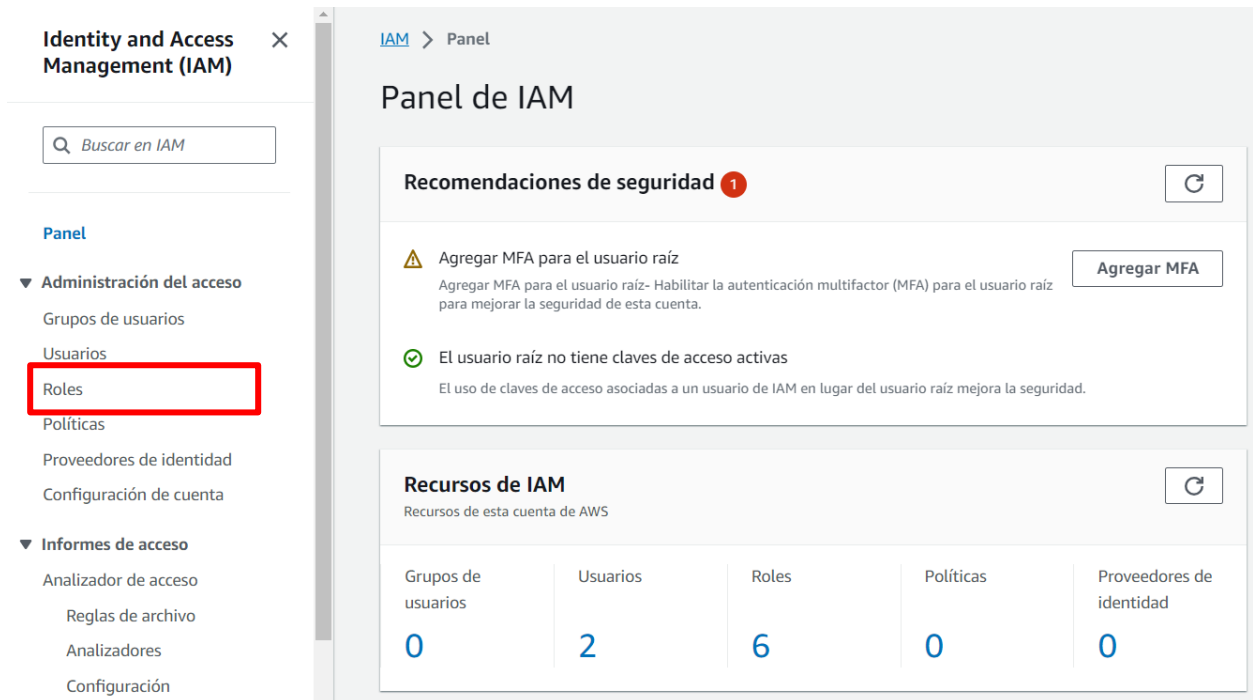 Identity and Access
Management (IAM)
Buscar en IAM
Panel
Administración del acceso
Grupos de usuarios
Usuarios
Roles
Políticas
Proveedores de identidad
Configuración de cuenta
Informes de acceso
Analizador de acceso
Reglas de archivo
Analizadores
Configuración
IAM > Panel
Panel de IAM
Recomendaciones de seguridad 1
Agregar MFA para el usuario raíz
Agregar MFA para el usuario raíz- Habilitar la autenticación multifactor (MFA) para el usuario raíz
para mejorar la seguridad de esta cuenta.
Agregar MFA
El usuario raíz no tiene claves de acceso activas
El uso de claves de acceso asociadas a un usuario de IAM en lugar del usuario raíz mejora la seguridad.
Recursos de IAM
Recursos de esta cuenta de AWS
Grupos de
usuarios
0
Usuarios
2
Roles
6
Políticas
0
Proveedores de
identidad
0